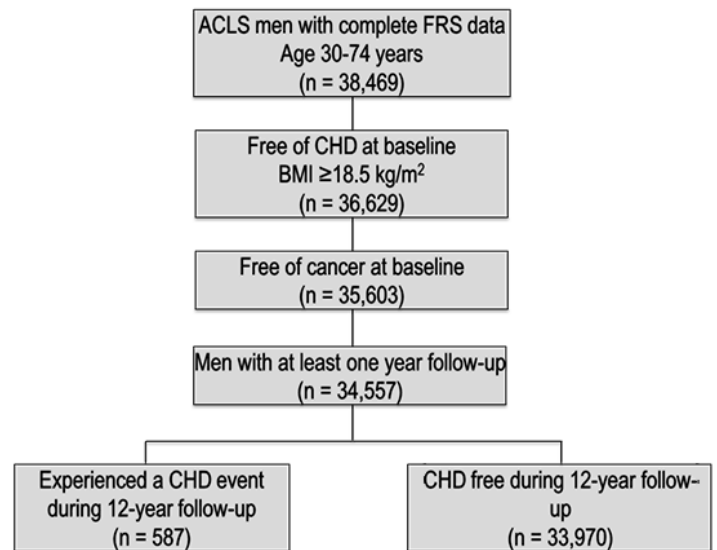 ACLS men with complete FRS data
Age 30-74 years
(n = 38,469)
Free of CHD at baseline
BMI ≥18.5 kg/m²
(n = 36,629)
Free of cancer at baseline
(n = 35,603)
Men with at least one year follow-up
(n = 34,557)
Experienced a CHD event
during 12-year follow-up
(n = 587)
CHD free during 12-year follow-
up
(n = 33,970)